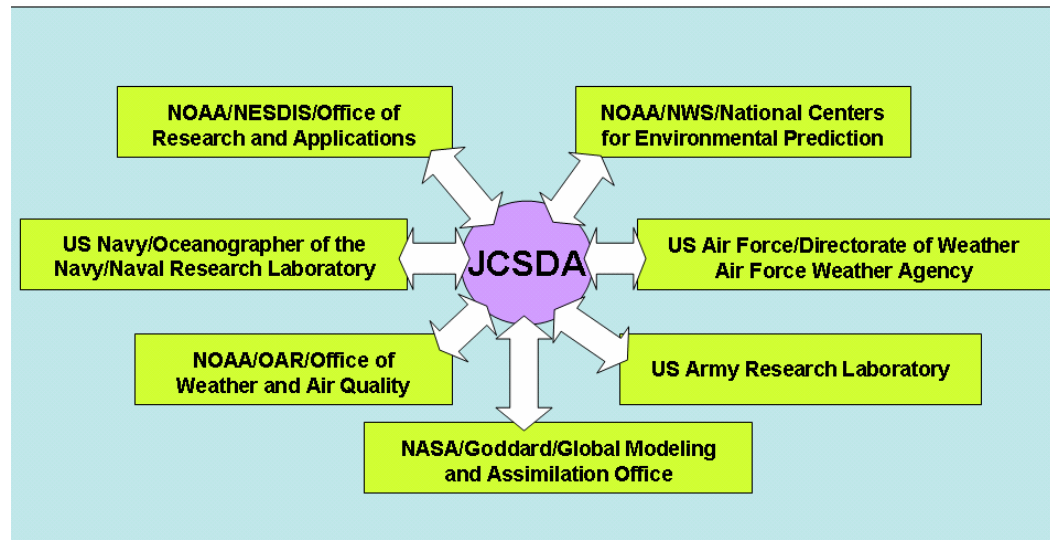 NOAA/NESDIS/Office of
Research and Applications
NOAA/NWS/National Centers
for Environmental Prediction
US Navy/Oceanographer of the
Navy/Naval Research Laboratory
JCSDA
US Air Force/Directorate of Weather
Air Force Weather Agency
NOAA/OAR/Office of
Weather and Air Quality
US Army Research Laboratory
NASA/Goddard/Global Modeling
and Assimilation Office